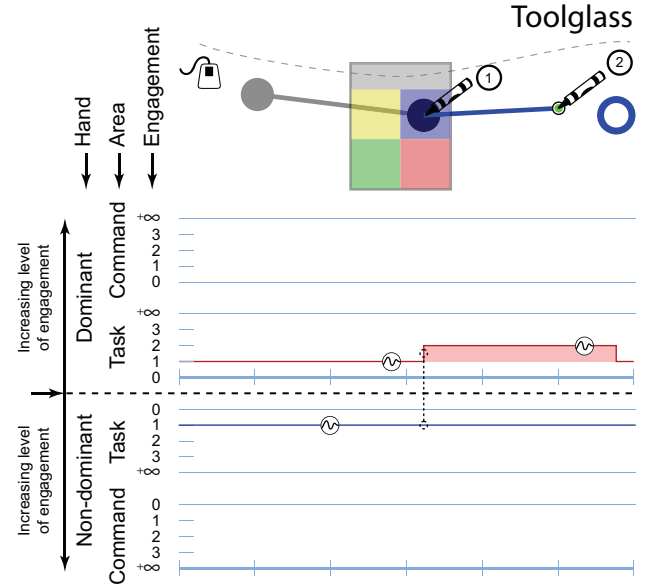 Toolglass
1
2
Hand
Area
Engagement
Increasing level
of engagement
Dominant
Command
+∞
3
2
1
0
Task
+∞
3
2
1
0
Increasing level
of engagement
Non-dominant
Task
0
1
2
3
+∞
Command
0
1
2
3
+∞